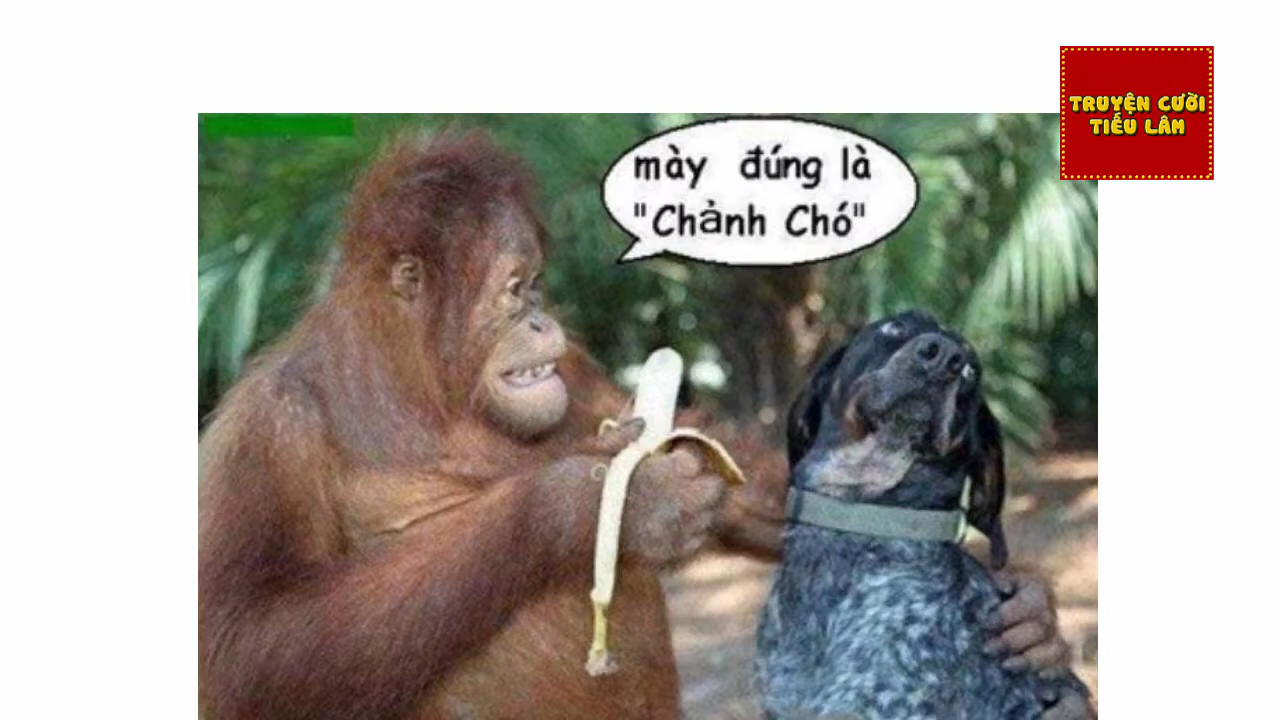 TRUYỆN CƯỜI
TIẾU LÂM
mày đúng là
"Chảnh Chó"